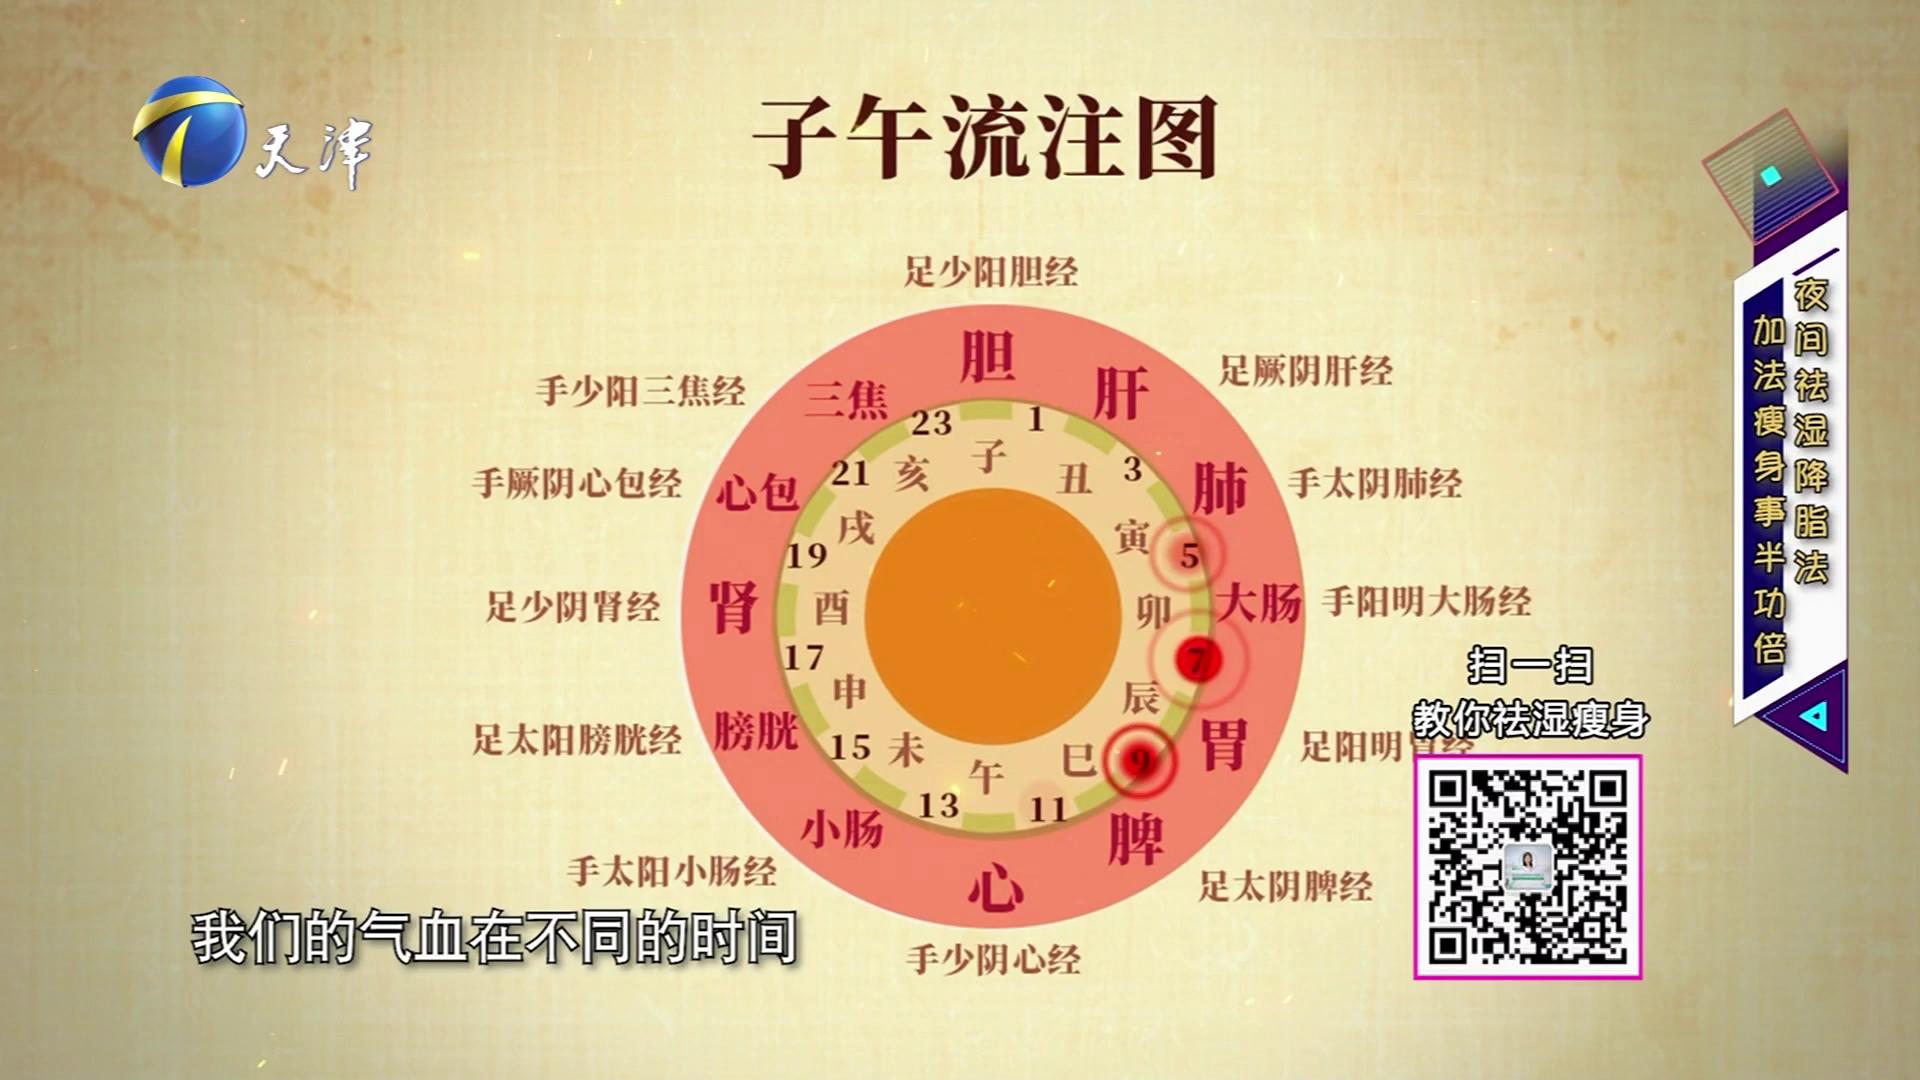 天津
子午流注图
足少阳胆经
胆
肝
足厥阴肝经
手少阳三焦经
三焦
23
1
子
亥
丑
21
3
手厥阴心包经
心包
肺
手太阴肺经
戌
寅
19
5
足少阴肾经
肾
酉
卯
大肠
手阳明大肠经
17
7
申
辰
足太阳膀胱经
膀胱
15
未
午
巳
9
胃
足阳明胃经
13
11
小肠
脾
手太阳小肠经
心
足太阴脾经
手少阴心经
夜间祛湿降脂法
加法瘦身事半功倍
扫一扫
教你祛湿瘦身
我们的气血在不同的时间